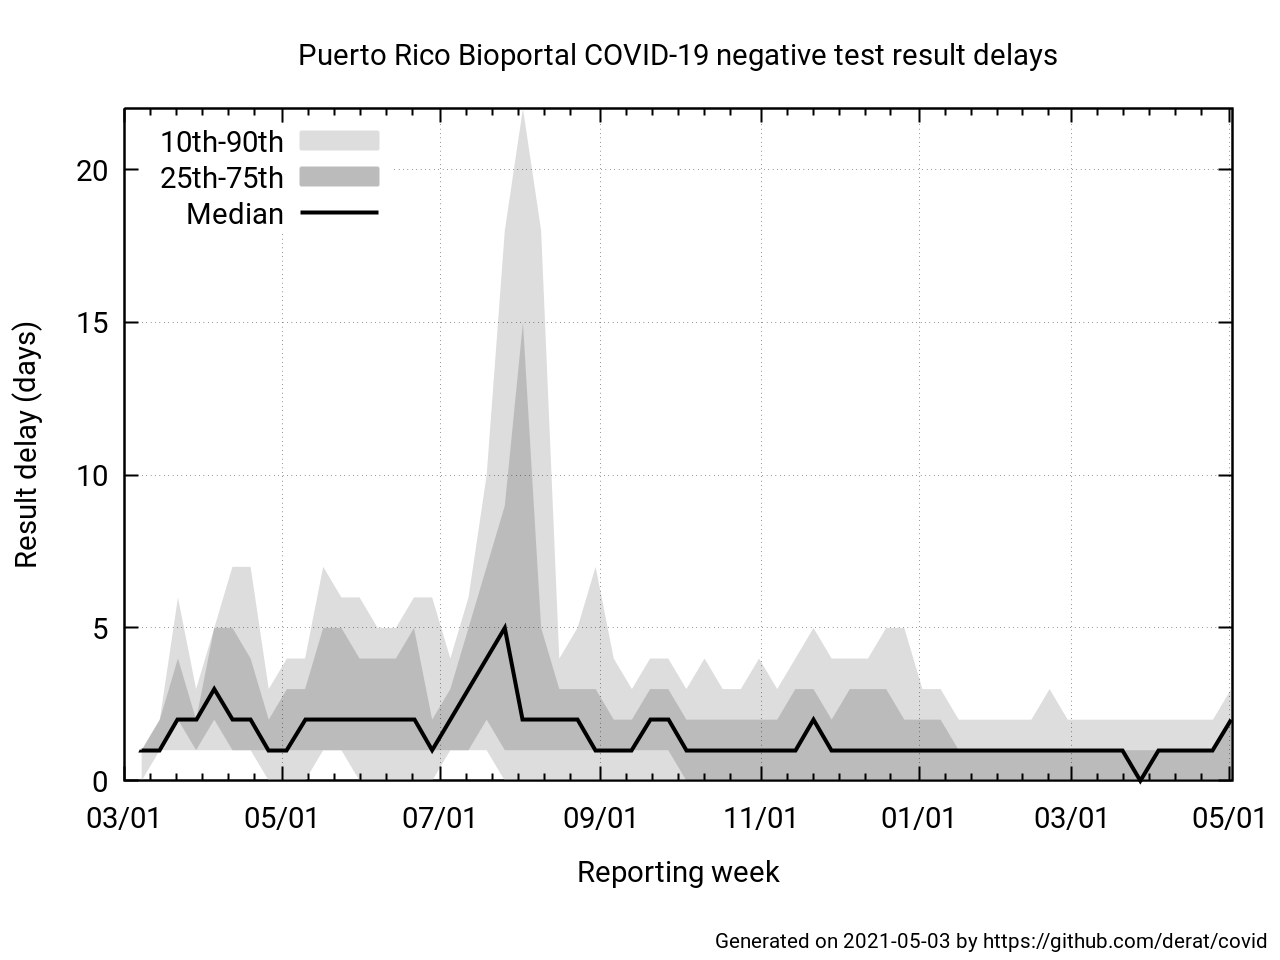 Puerto Rico Bioportal COVID-19 negative test result delays
10th-90th
25th-75th
Median
20
15
10
5
0
Result delay (days)
03/01 05/01 07/01 09/01 11/01 01/01 03/01 05/01
Reporting week
Generated on 2021-05-03 by https://github.com/derat/covid